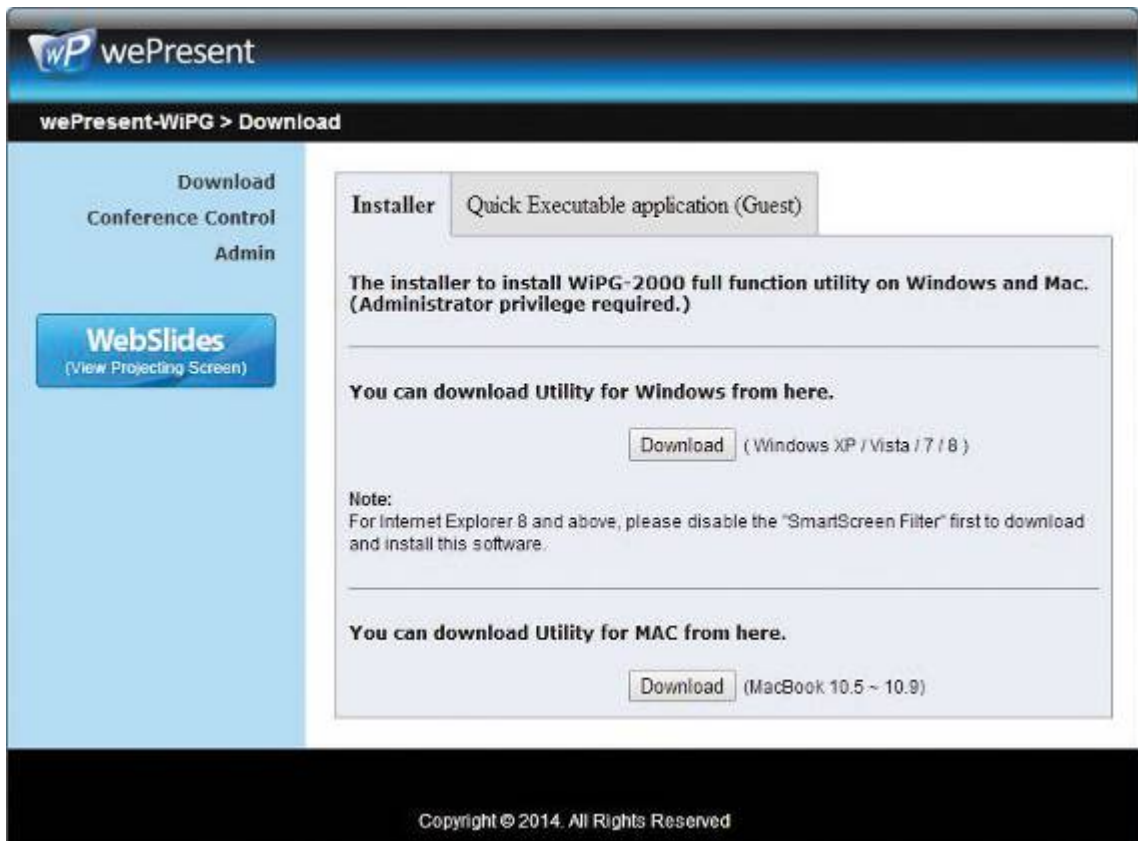 wP wePresent
wePresent-WiPG > Download
Download
Conference Control
Admin
WebSlides
(View Projecting Screen)
Installer
Quick Executable application (Guest)
The installer to install WiPG-2000 full function utility on Windows and Mac.
(Administrator privilege required.)
You can download Utility for Windows from here.
Download ( Windows XP / Vista / 7 / 8 )
Note:
For Internet Explorer 8 and above, please disable the "SmartScreen Filter" first to download
and install this software.
You can download Utility for MAC from here.
Download (MacBook 10.5 ~ 10.9)
Copyright © 2014. All Rights Reserved